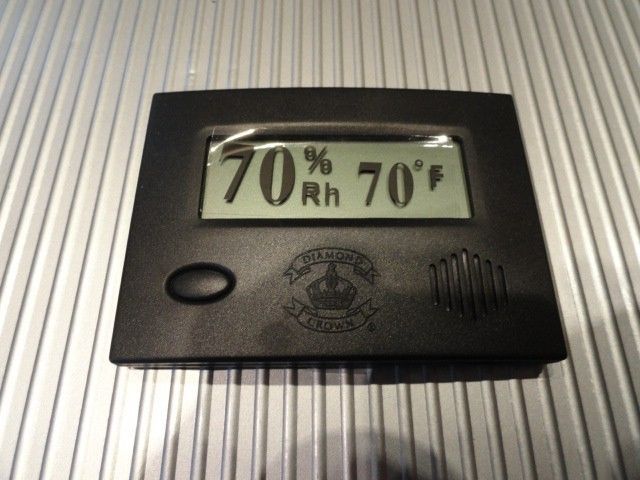 70 % Rh 70°F
DIAMOND
CROWN ®